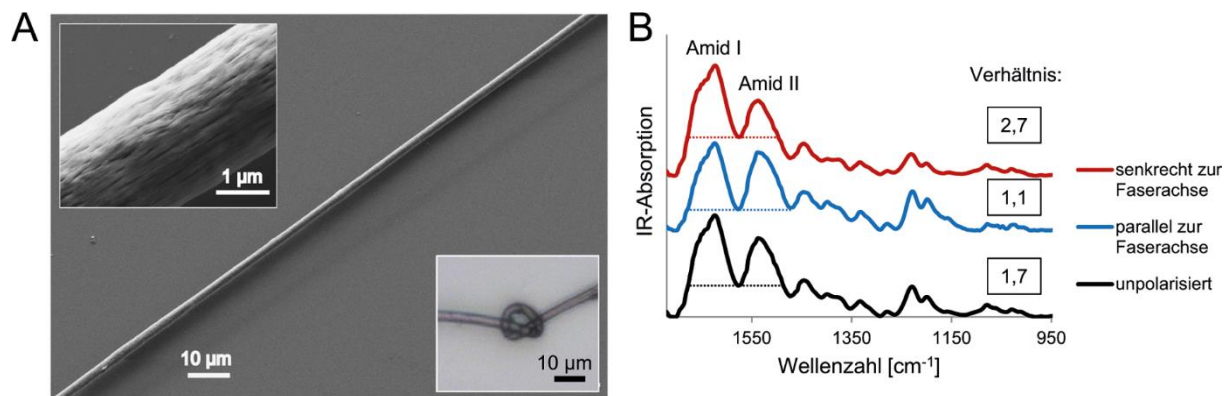 A
1 µm
10 µm
10 µm
B
Amid I
Amid II
Verhältnis:
2,7
1,1
1,7
senkrecht zur
Faserachse
parallel zur
Faserachse
unpolarisiert
IR-Absorption
1550
1350
1150
950
Wellenzahl [cm⁻¹]